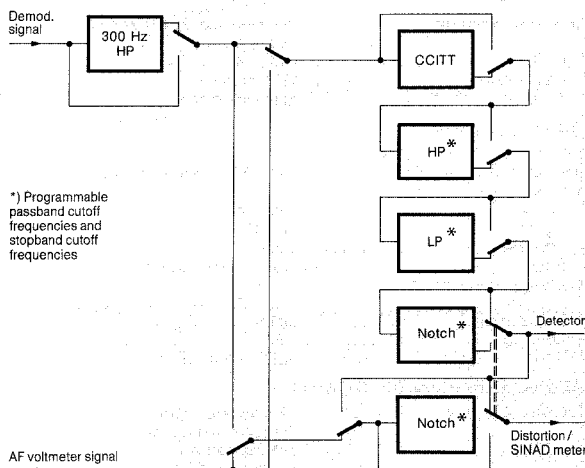 Demod.
signal
300 Hz
HP
CCITT
HP*
*) Programmable
passband cutoff
frequencies and
stopband cutoff
frequencies
LP*
Notch*
Detector
Notch*
Distortion/
SINAD meter
AF voltmeter signal